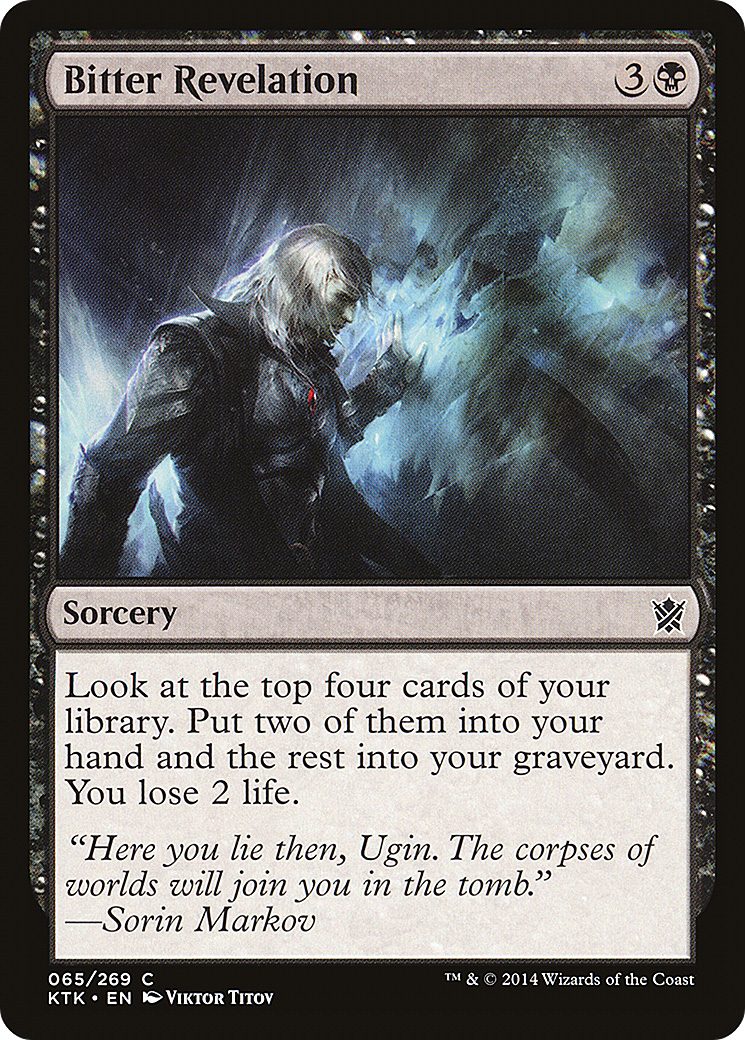 Bitter Revelation 3
Sorcery
Look at the top four cards of your
library. Put two of them into your
hand and the rest into your graveyard.
You lose 2 life.
“Here you lie then, Ugin. The corpses of
worlds will join you in the tomb.”
—Sorin Markov
065/269 C
KTK • EN Viktor Titov
™ & © 2014 Wizards of the Coast